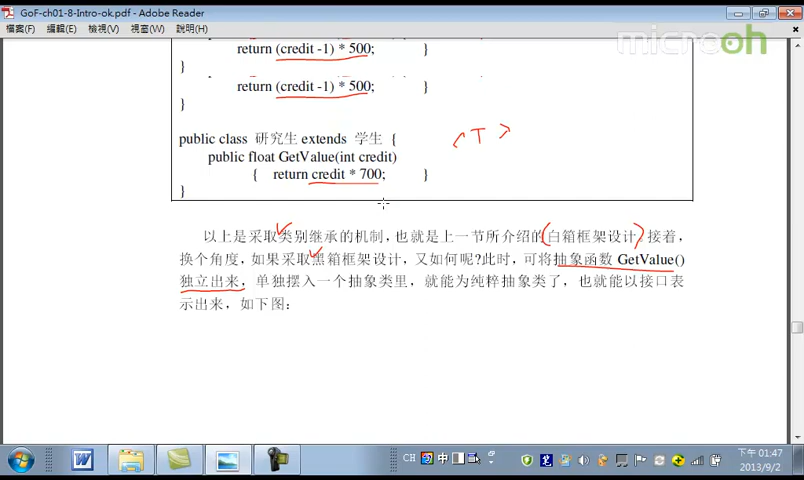 GoF-ch01-8-Intro-ok.pdf - Adobe Reader
檔案(F) 編輯(E) 檢視(V) 視窗(W) 說明(H)
microoh
return (credit -1) * 500; }
}
return (credit -1) * 500; }
}
public class 研究生 extends 学生 {
public float GetValue(int credit)
{ return credit * 700; }
}
<T>
以上是采取类别继承的机制，也就是上一节所介绍的(白箱框架设计)。接着，
换个角度，如果采取黑箱框架设计，又如何呢?此时，可将抽象函数 GetValue()
独立出来，单独摆入一个抽象类里，就能为纯粹抽象类了，也就能以接口表
示出来，如下图：
CH 中
下午 01:47
2013/9/2